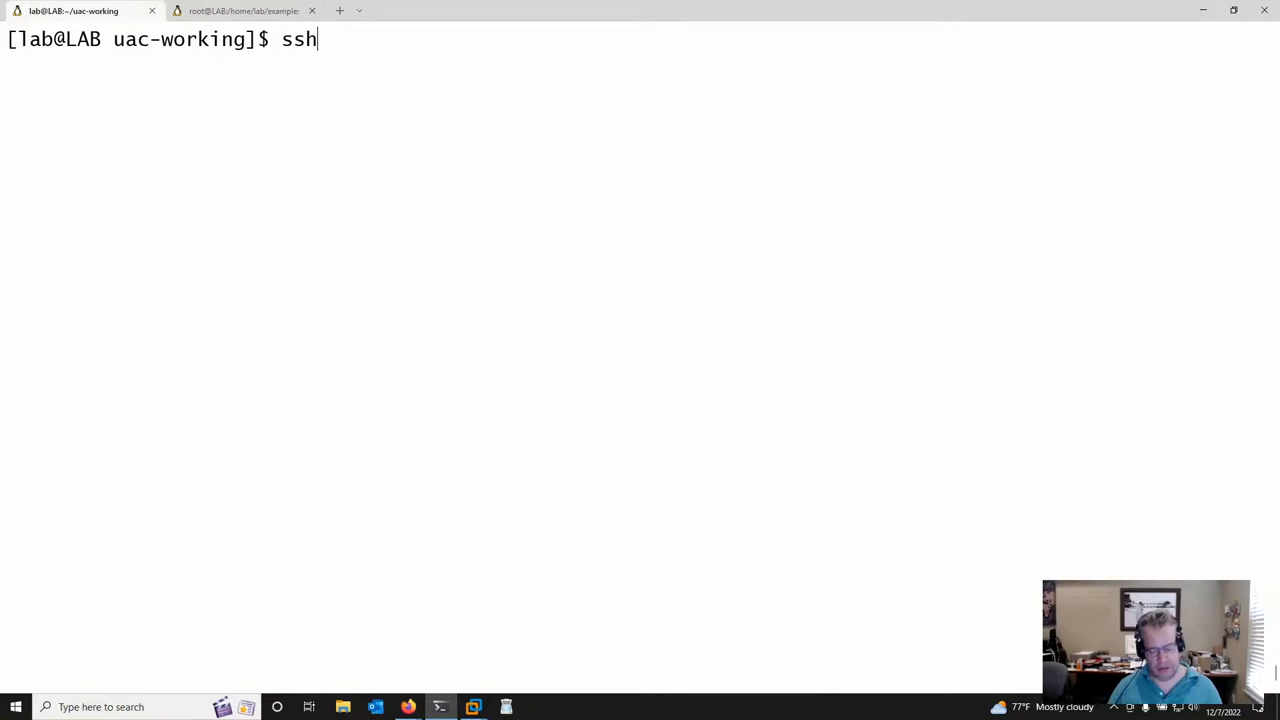 lab@LAB:~/uac-working
root@LAB:/home/lab/example:
[lab@LAB uac-working]$ ssh
Type here to search
77°F Mostly cloudy
12/7/2022